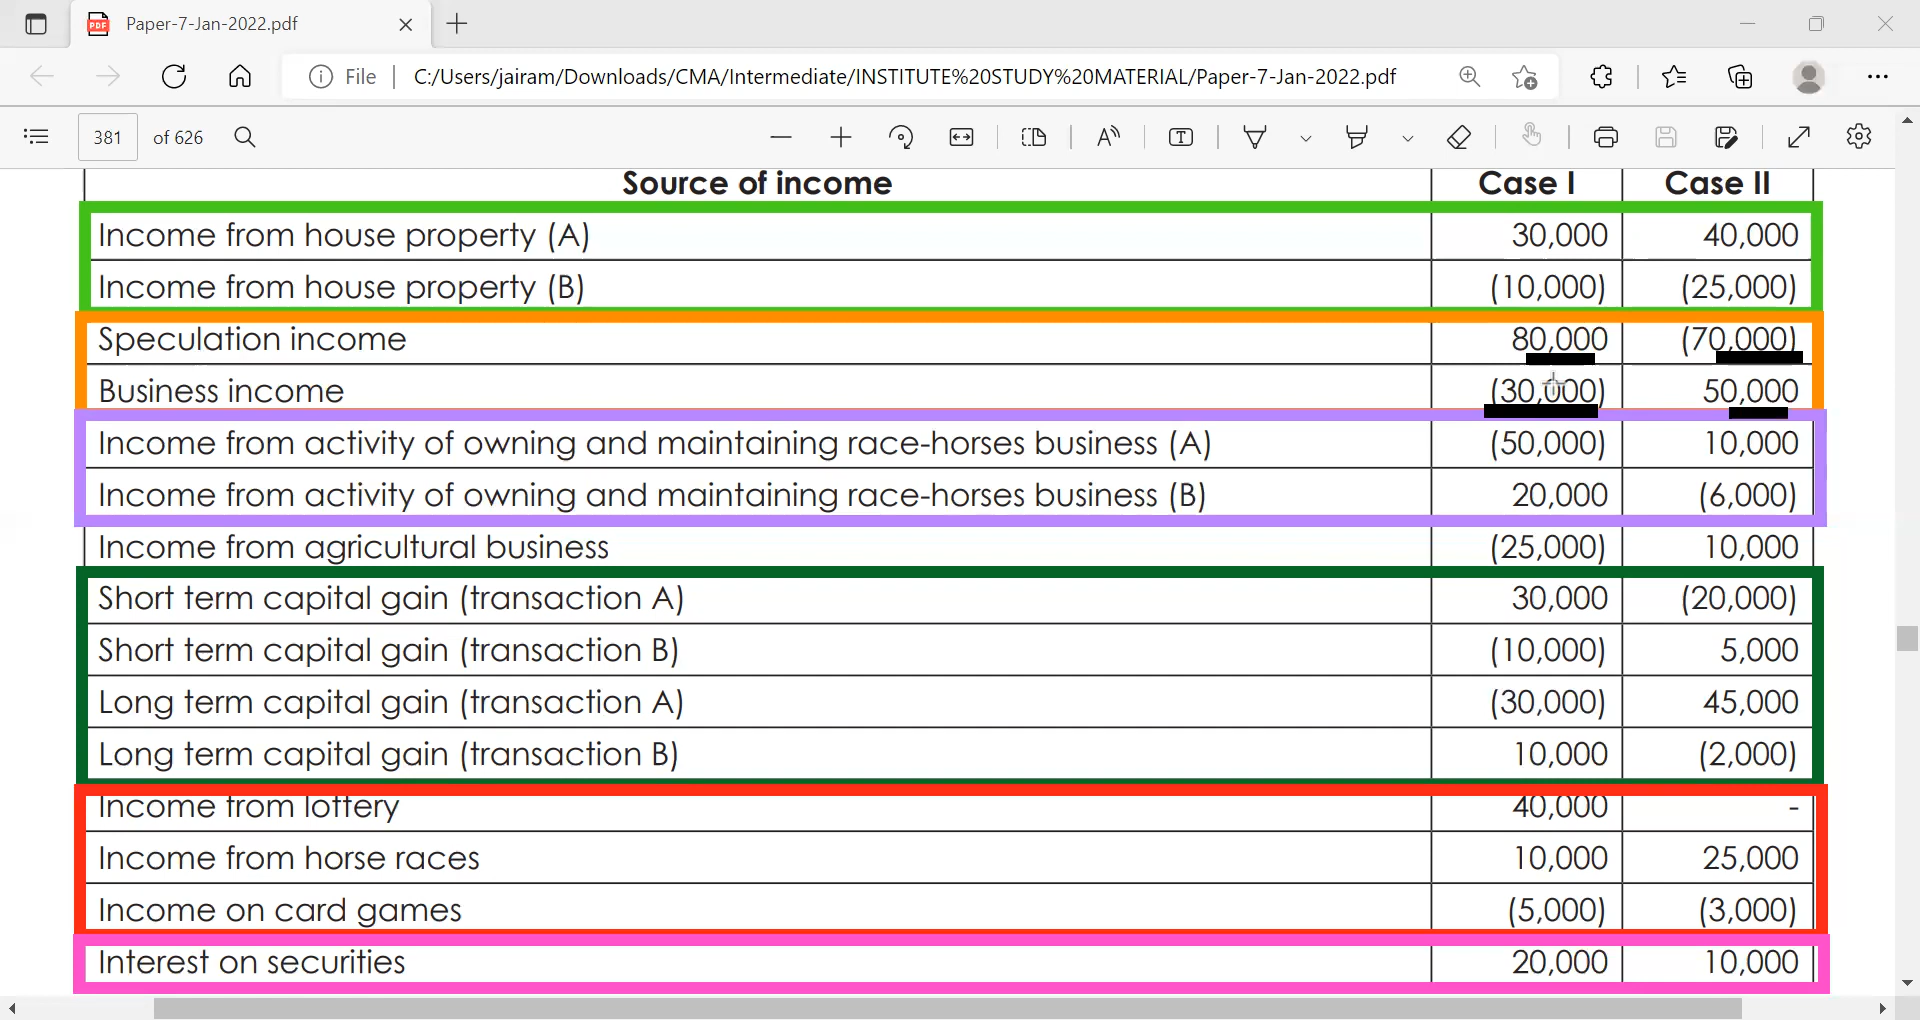 Paper-7-Jan-2022.pdf
File C:/Users/jairam/Downloads/CMA/Intermediate/INSTITUTE%20STUDY%20MATERIAL/Paper-7-Jan-2022.pdf
381 of 626
Source of income Case I Case II
Income from house property (A) 30,000 40,000
Income from house property (B) (10,000) (25,000)
Speculation income 80,000 (70,000)
Business income (30,000) 50,000
Income from activity of owning and maintaining race-horses business (A) (50,000) 10,000
Income from activity of owning and maintaining race-horses business (B) 20,000 (6,000)
Income from agricultural business (25,000) 10,000
Short term capital gain (transaction A) 30,000 (20,000)
Short term capital gain (transaction B) (10,000) 5,000
Long term capital gain (transaction A) (30,000) 45,000
Long term capital gain (transaction B) 10,000 (2,000)
Income from lottery 40,000 -
Income from horse races 10,000 25,000
Income on card games (5,000) (3,000)
Interest on securities 20,000 10,000